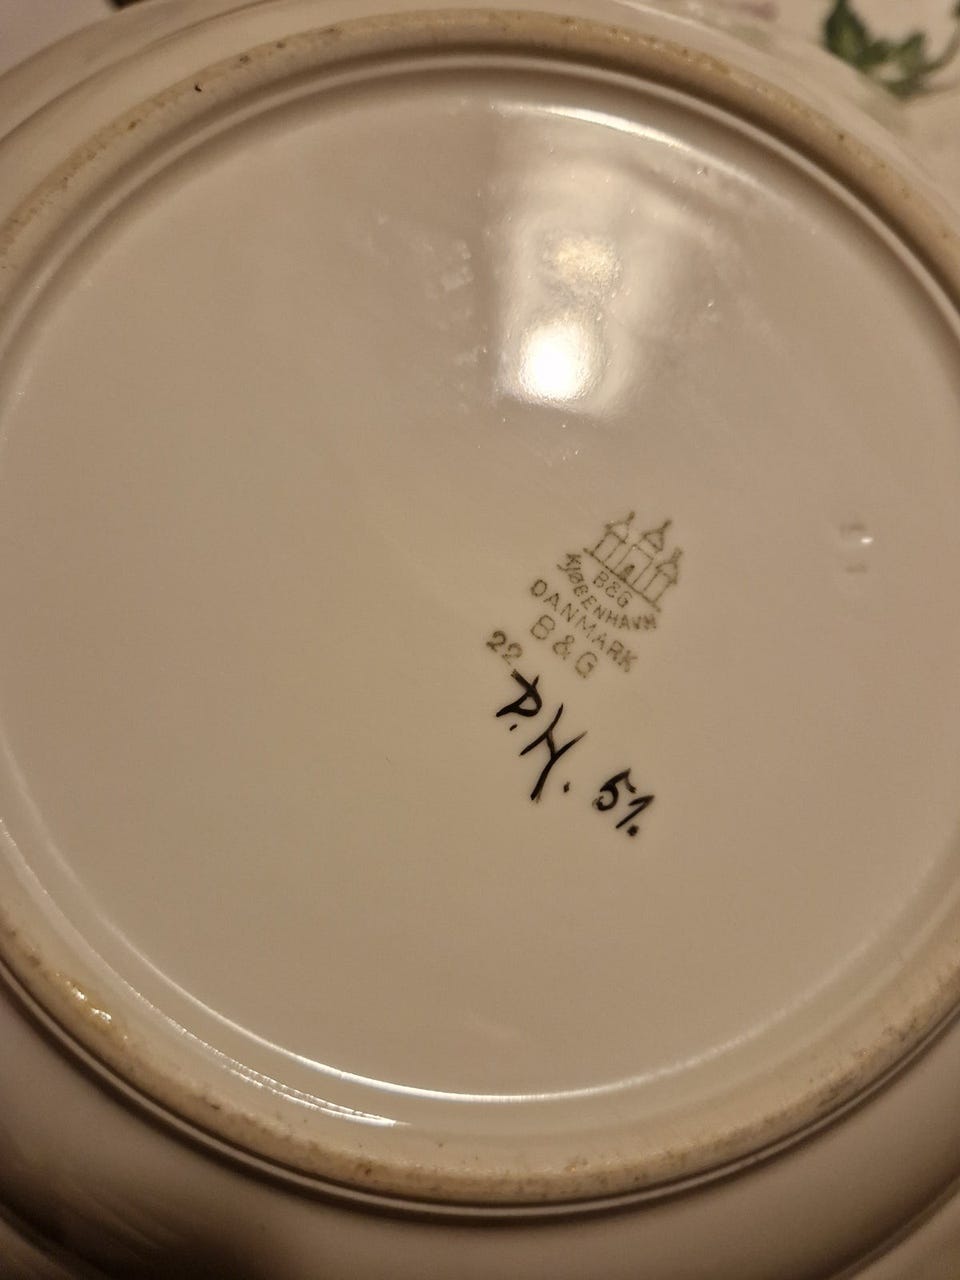 B&G
KJØBENHAVN
DANMARK
B&G
22
P.H. 51.